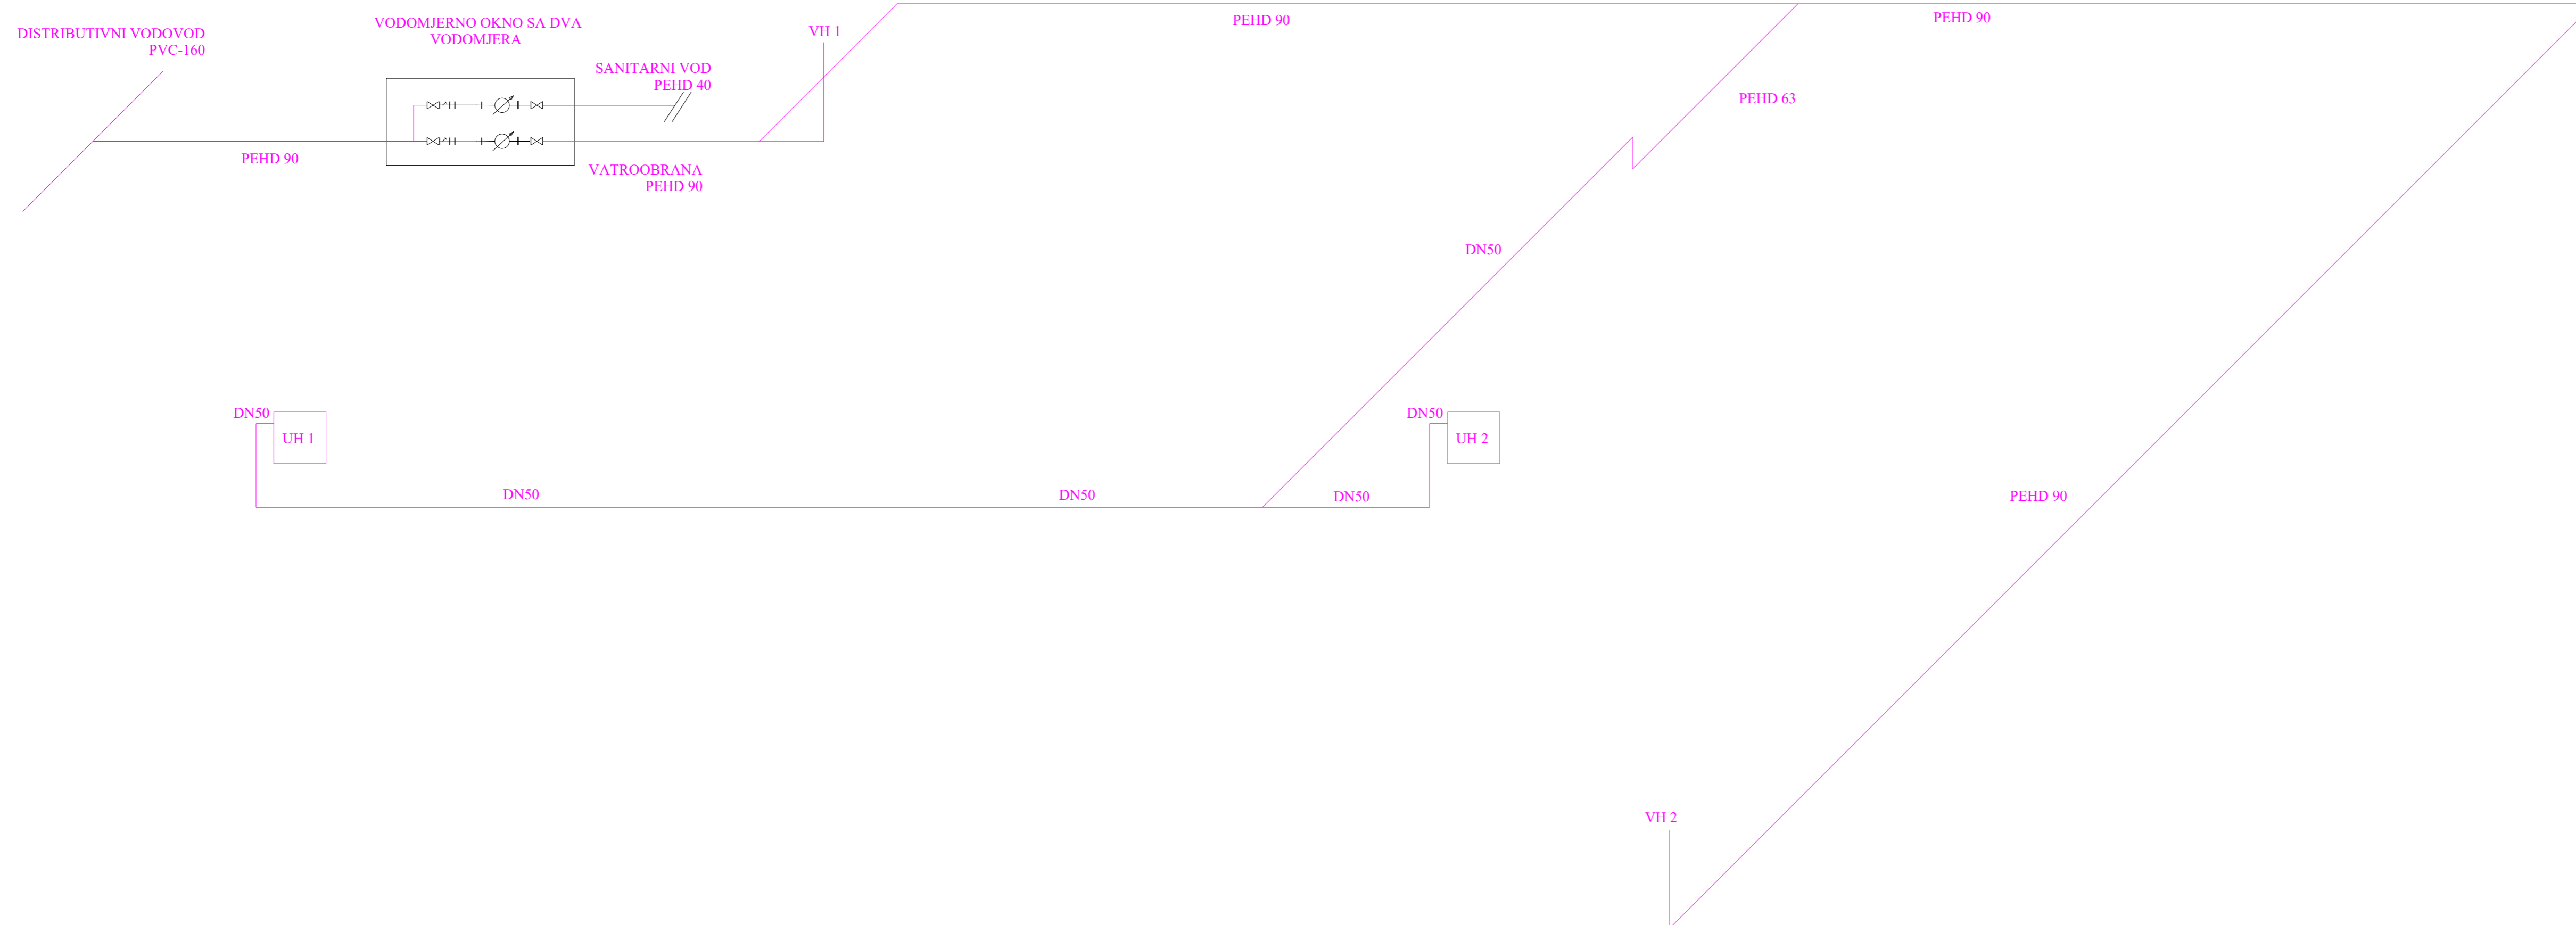 DISTRIBUTIVNI VODOVOD
PVC-160
VODOMJERNO OKNO SA DVA
VODOMJERA
SANITARNI VOD
PEHD 40
VH 1
PEHD 90
PEHD 90
PEHD 63
PEHD 90
VATROOBRANA
PEHD 90
DN50
DN50
UH 1
DN50
UH 2
DN50
DN50
DN50
PEHD 90
VH 2